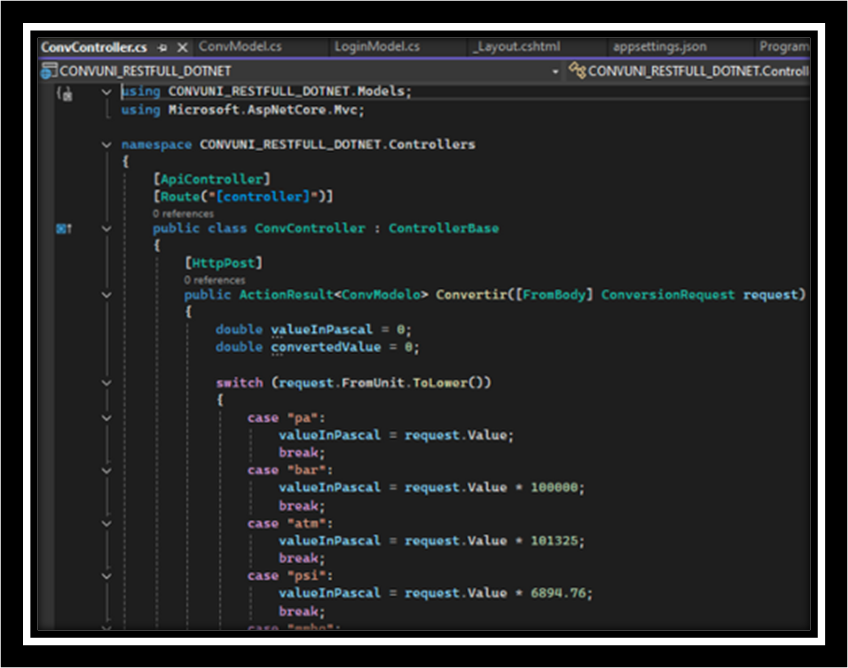 ConvController.cs ConvModel.cs LoginModel.cs _Layout.cshtml appsettings.json Program
CONVUNI_RESTFULL_DOTNET CONVUNI_RESTFULL_DOTNET.Controll
using CONVUNI_RESTFULL_DOTNET.Models;
using Microsoft.AspNetCore.Mvc;
namespace CONVUNI_RESTFULL_DOTNET.Controllers
{
[ApiController]
[Route("[controller]")]
0 references
public class ConvController : ControllerBase
{
[HttpPost]
0 references
public ActionResult<ConvModelo> Convertir([FromBody] ConversionRequest request)
{
double valueInPascal = 0;
double convertedValue = 0;
switch (request.FromUnit.ToLower())
{
case "pa":
valueInPascal = request.Value;
break;
case "bar":
valueInPascal = request.Value * 100000;
break;
case "atm":
valueInPascal = request.Value * 101325;
break;
case "psi":
valueInPascal = request.Value * 6894.76;
break;
case